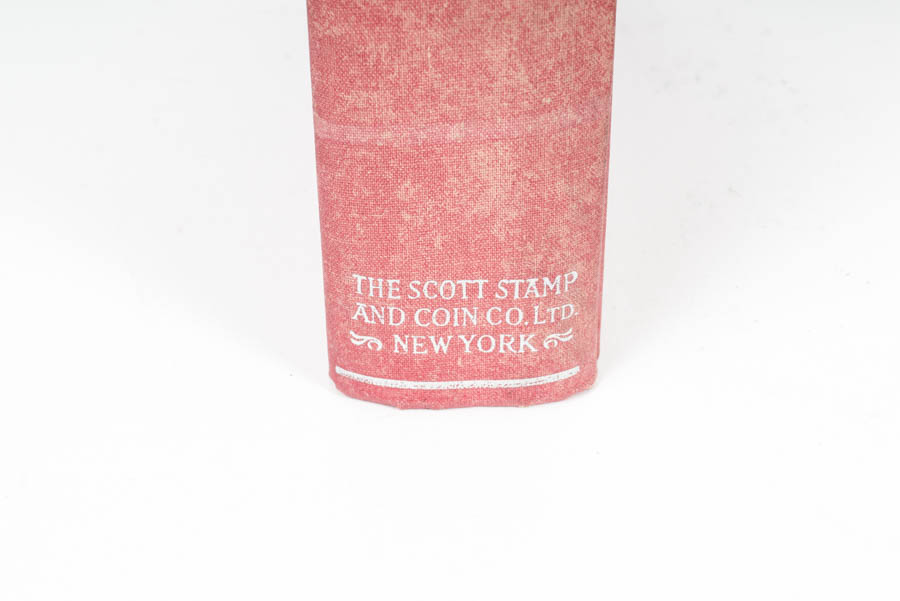 THE SCOTT STAMP
AND COIN CO. LTD.
NEW YORK